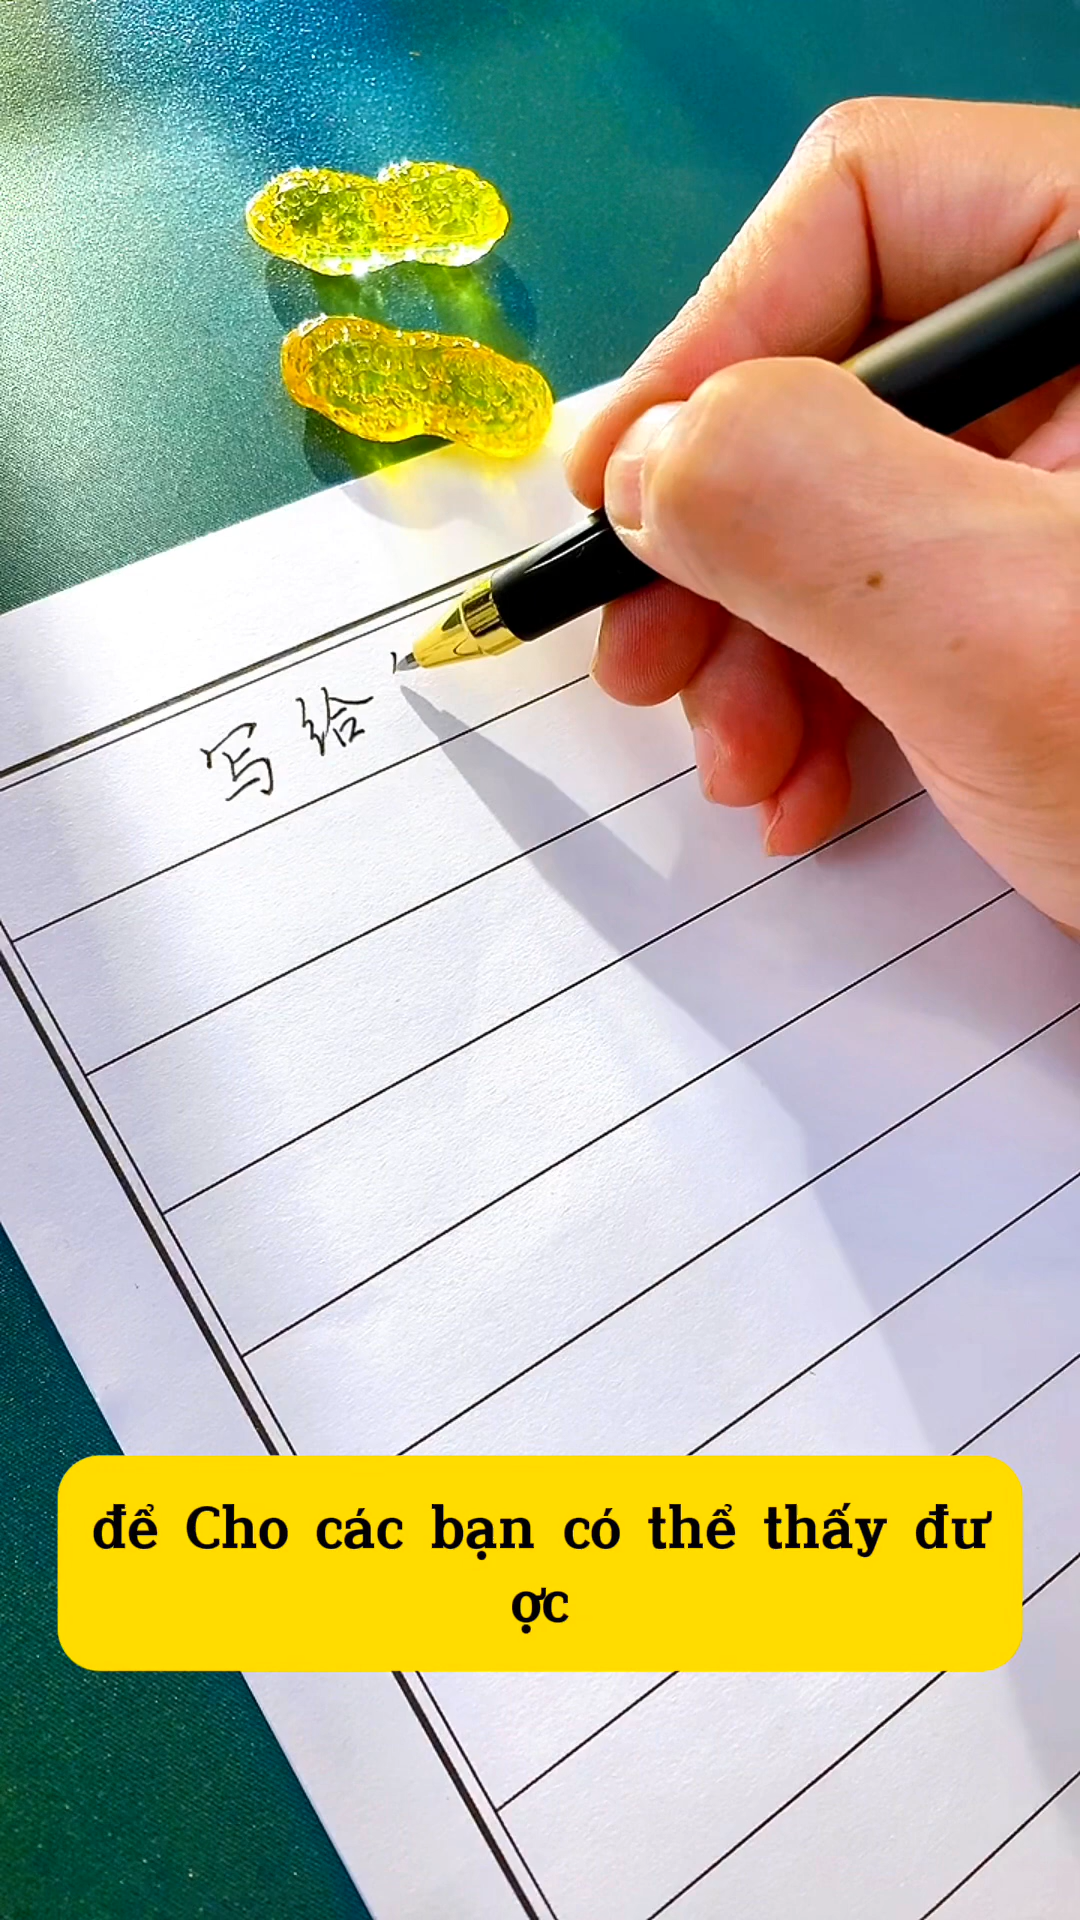 写给
để Cho các bạn có thể thấy đư
ợc